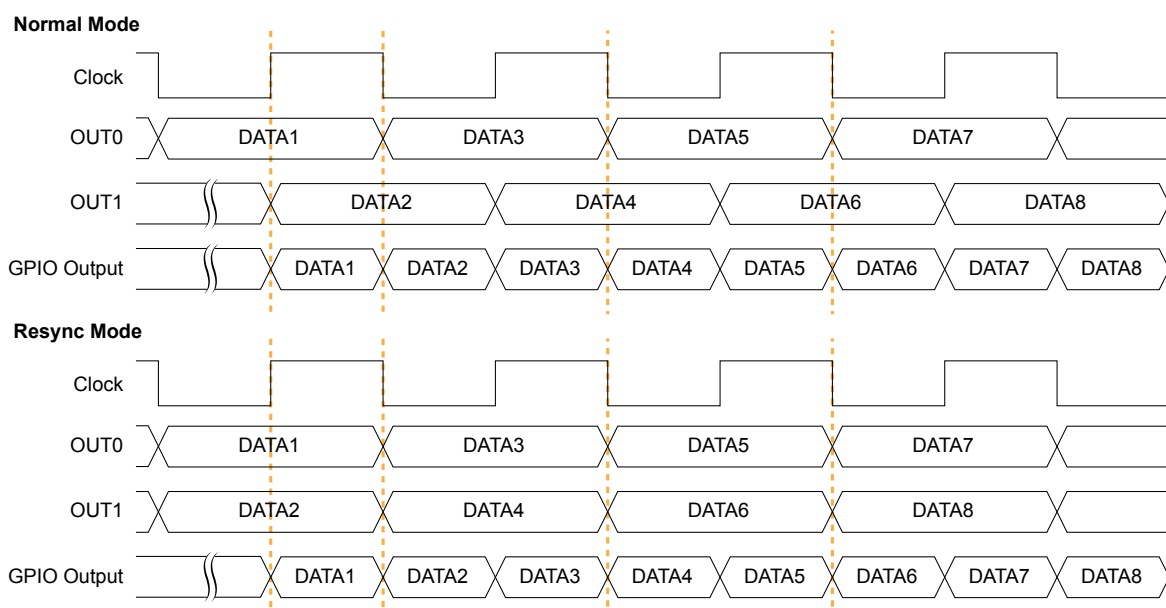 Normal Mode
Clock
OUT0 DATA1 DATA3 DATA5 DATA7
OUT1 DATA2 DATA4 DATA6 DATA8
GPIO Output DATA1 DATA2 DATA3 DATA4 DATA5 DATA6 DATA7 DATA8
Resync Mode
Clock
OUT0 DATA1 DATA3 DATA5 DATA7
OUT1 DATA2 DATA4 DATA6 DATA8
GPIO Output DATA1 DATA2 DATA3 DATA4 DATA5 DATA6 DATA7 DATA8